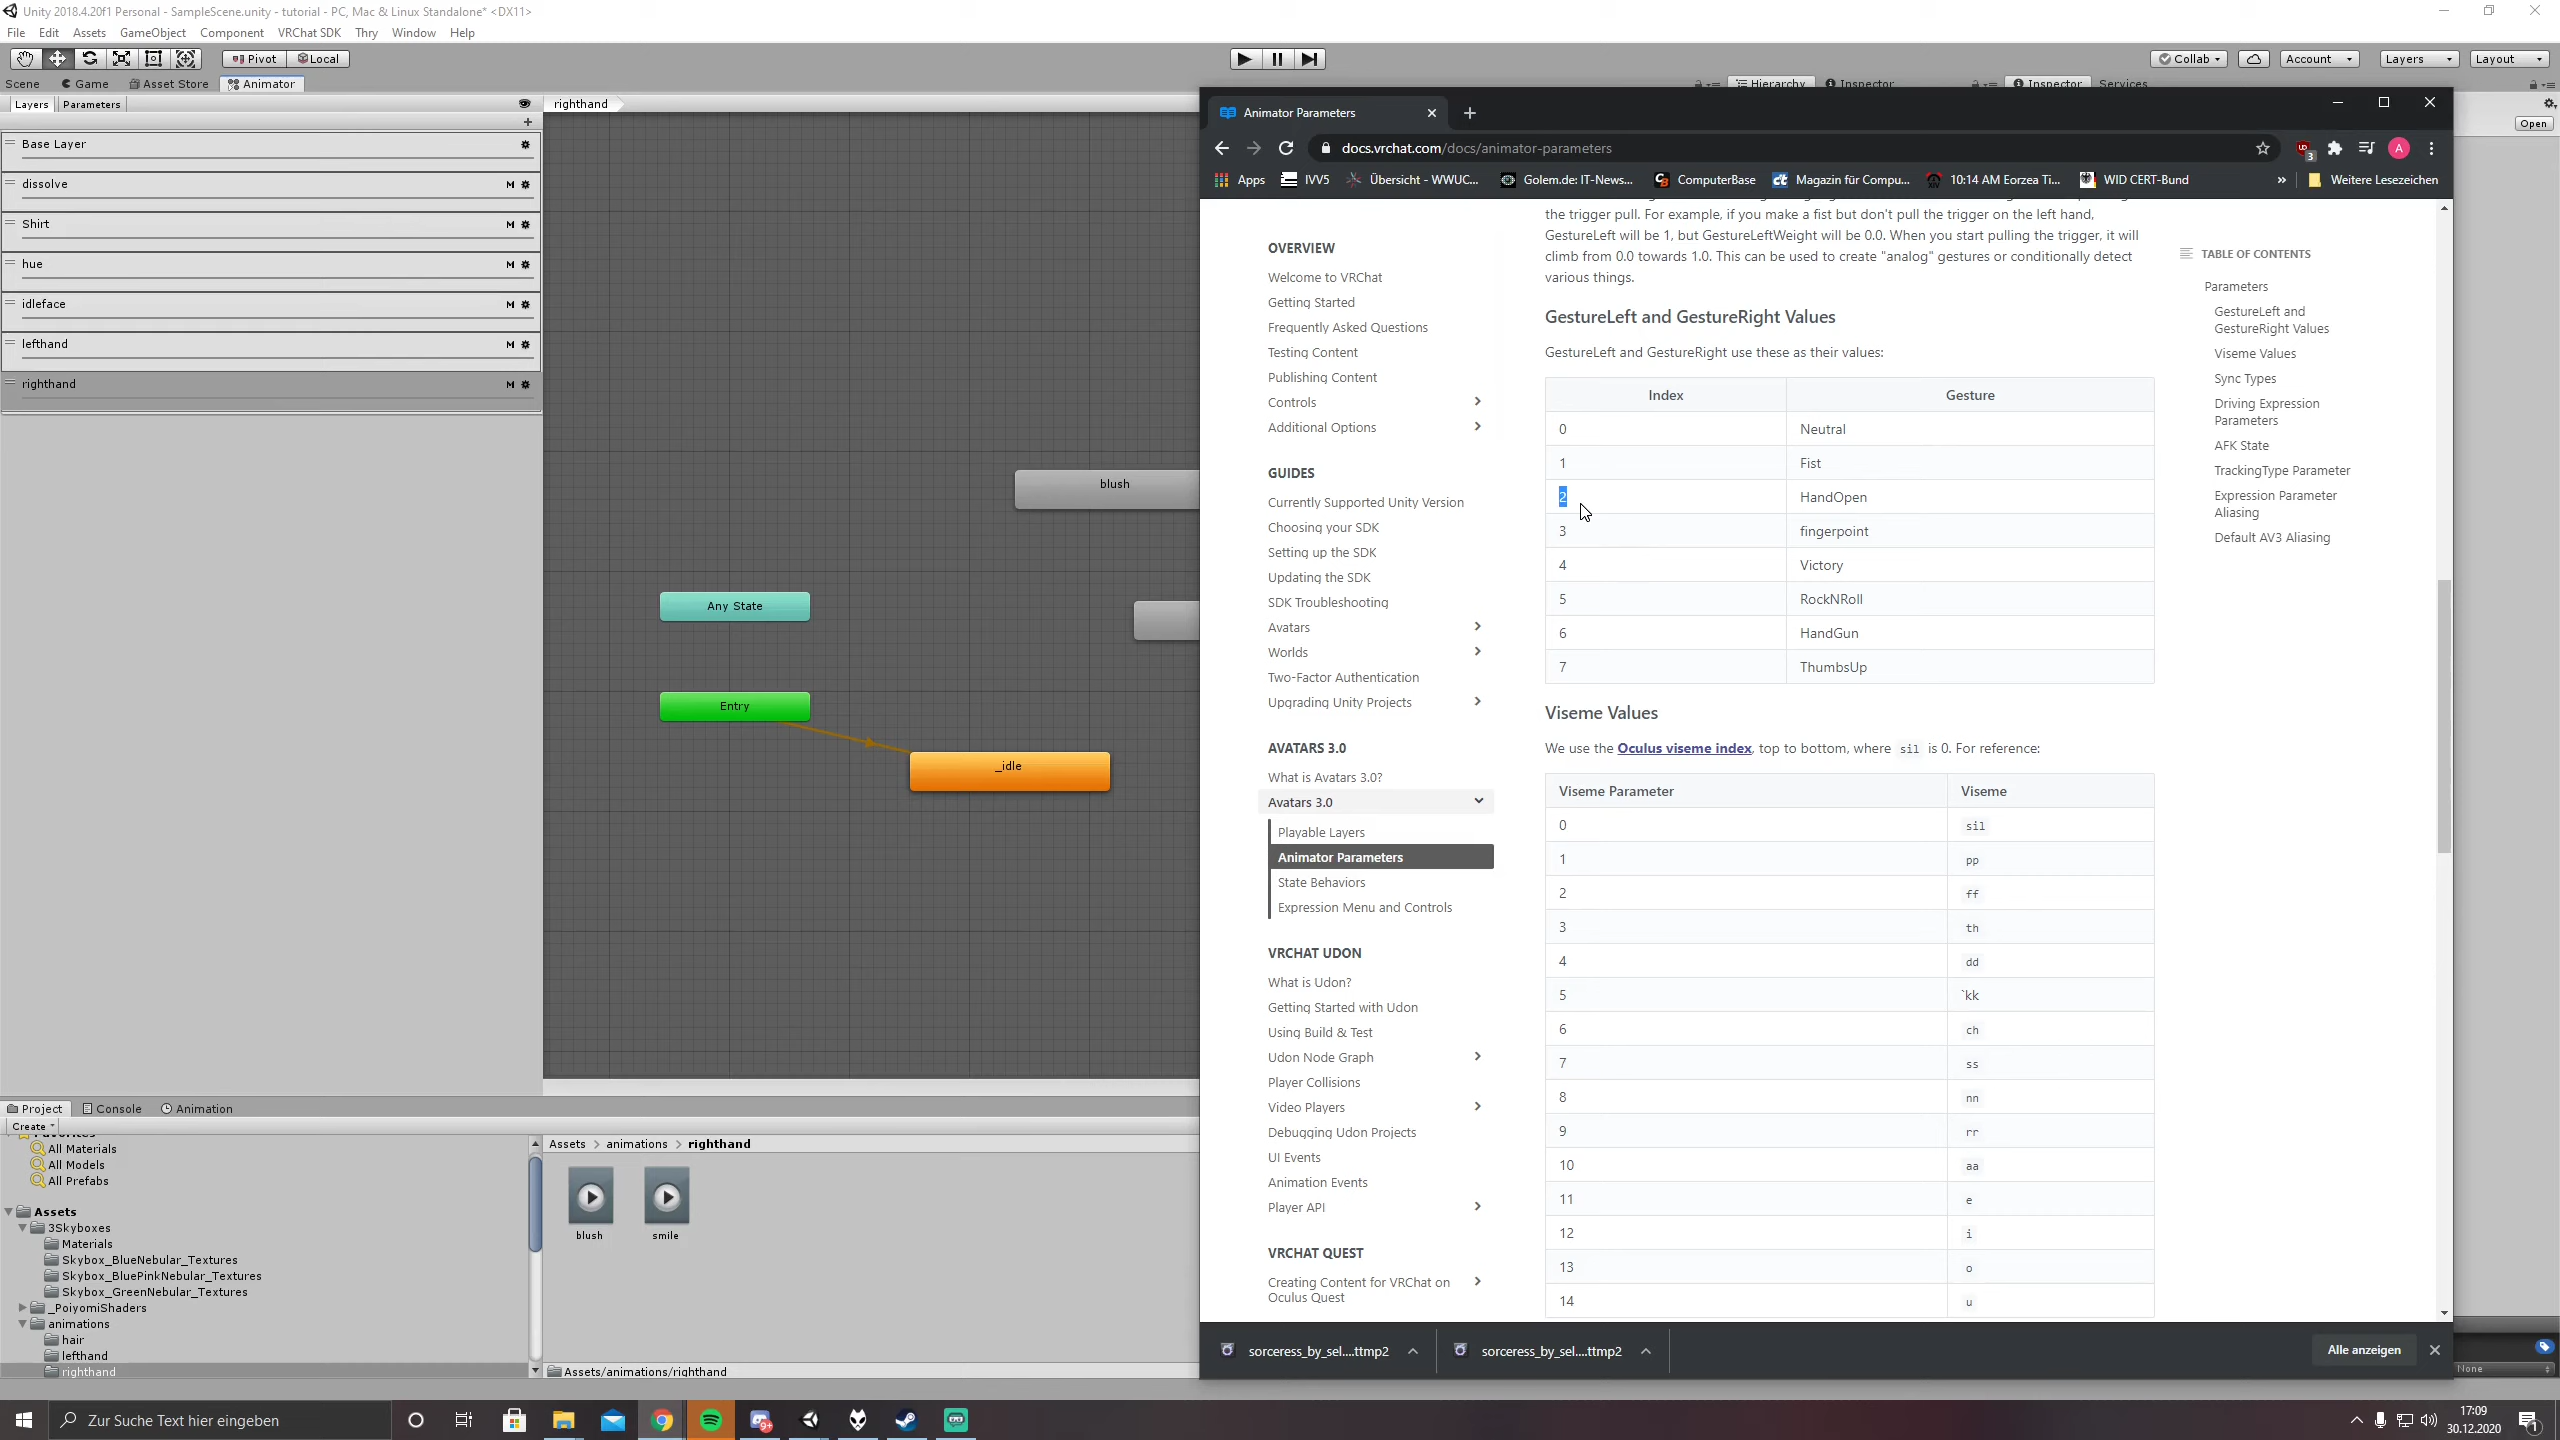 Unity 2018.4.20f1 Personal - SampleScene.unity - tutorial - PC, Mac & Linux Standalone* <DX11>
File Edit Assets GameObject Component VRChat SDK Thry Window Help
Pivot Local Collab Account Layers Layout
Scene Game Asset Store Animator Hierarchy Inspector Inspector Services
Layers Parameters righthand
Open
Base Layer
dissolve M
Shirt M
hue M
idleface M
lefthand M
righthand M
blush
Any State
Entry
_idle
Project Console Animation
Create
Favorites
All Materials
All Models
All Prefabs
Assets
3Skyboxes
Materials
Skybox_BlueNebular_Textures
Skybox_BluePinkNebular_Textures
Skybox_GreenNebular_Textures
_PoiyomiShaders
animations
hair
lefthand
righthand
Assets > animations > righthand
blush smile
Assets/animations/righthand
Animator Parameters
docs.vrchat.com/docs/animator-parameters
3 A
Apps IVV5 Übersicht - WWUC... Golem.de: IT-News... ComputerBase Magazin für Compu... 10:14 AM Eorzea Ti... WID CERT-Bund » Weitere Lesezeichen
OVERVIEW
Welcome to VRChat
Getting Started
Frequently Asked Questions
Testing Content
Publishing Content
Controls
Additional Options
GUIDES
Currently Supported Unity Version
Choosing your SDK
Setting up the SDK
Updating the SDK
SDK Troubleshooting
Avatars
Worlds
Two-Factor Authentication
Upgrading Unity Projects
AVATARS 3.0
What is Avatars 3.0?
Avatars 3.0
Playable Layers
Animator Parameters
State Behaviors
Expression Menu and Controls
VRCHAT UDON
What is Udon?
Getting Started with Udon
Using Build & Test
Udon Node Graph
Player Collisions
Video Players
Debugging Udon Projects
UI Events
Animation Events
Player API
VRCHAT QUEST
Creating Content for VRChat on
Oculus Quest
the trigger pull. For example, if you make a fist but don't pull the trigger on the left hand,
GestureLeft will be 1, but GestureLeftWeight will be 0.0. When you start pulling the trigger, it will
climb from 0.0 towards 1.0. This can be used to create "analog" gestures or conditionally detect
various things.
GestureLeft and GestureRight Values
GestureLeft and GestureRight use these as their values:
Index Gesture
0 Neutral
1 Fist
2 HandOpen
3 fingerpoint
4 Victory
5 RockNRoll
6 HandGun
7 ThumbsUp
Viseme Values
We use the Oculus viseme index, top to bottom, where sil is 0. For reference:
Viseme Parameter Viseme
0 sil
1 pp
2 ff
3 th
4 dd
5 `kk
6 ch
7 ss
8 nn
9 rr
10 aa
11 e
12 i
13 o
14 u
TABLE OF CONTENTS
Parameters
GestureLeft and
GestureRight Values
Viseme Values
Sync Types
Driving Expression
Parameters
AFK State
TrackingType Parameter
Expression Parameter
Aliasing
Default AV3 Aliasing
sorceress_by_sel....ttmp2 sorceress_by_sel....ttmp2 Alle anzeigen
None
Zur Suche Text hier eingeben
9+
17:09
30.12.2020
1